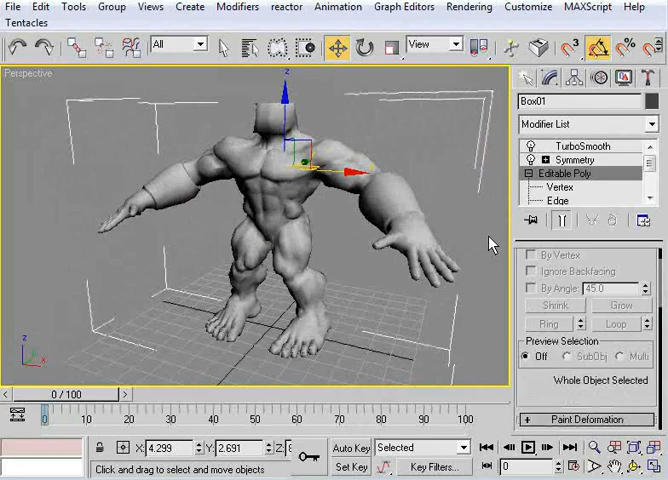 File Edit Tools Group Views Create Modifiers reactor Animation Graph Editors Rendering Customize MAXScript Help
Tentacles
All
View
Perspective
z
x
Box01
Modifier List
TurboSmooth
Symmetry
Editable Poly
Vertex
Edge
By Vertex
Ignore Backfacing
By Angle: 45.0
Shrink Grow
Ring Loop
Preview Selection
Off SubObj Multi
Whole Object Selected
+ Paint Deformation
z
x
0 / 100
0 10 20 30 40 50 60 70 80 90 100
X: 4.299 Y: 2.691 Z: 8
Auto Key Selected
Click and drag to select and move objects
Set Key Key Filters... 0